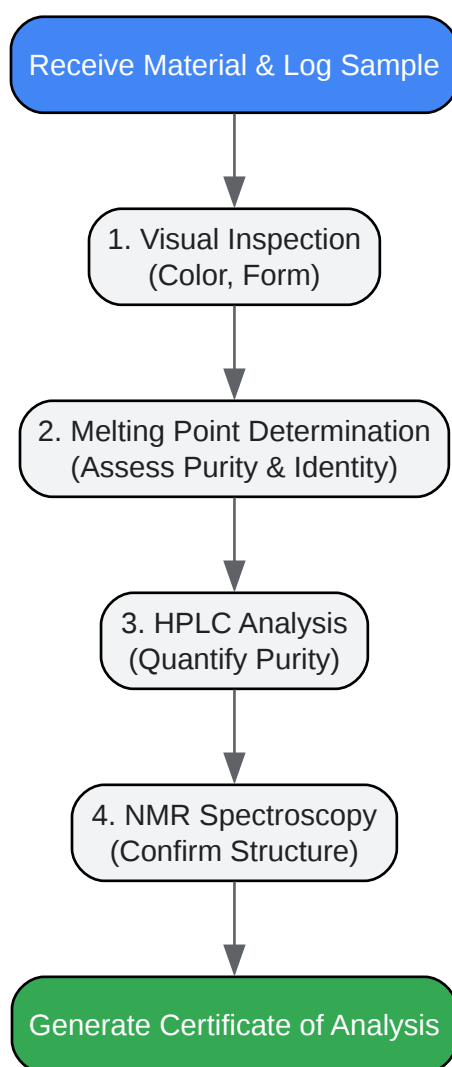 Receive Material & Log Sample
1. Visual Inspection
(Color, Form)
2. Melting Point Determination
(Assess Purity & Identity)
3. HPLC Analysis
(Quantify Purity)
4. NMR Spectroscopy
(Confirm Structure)
Generate Certificate of Analysis